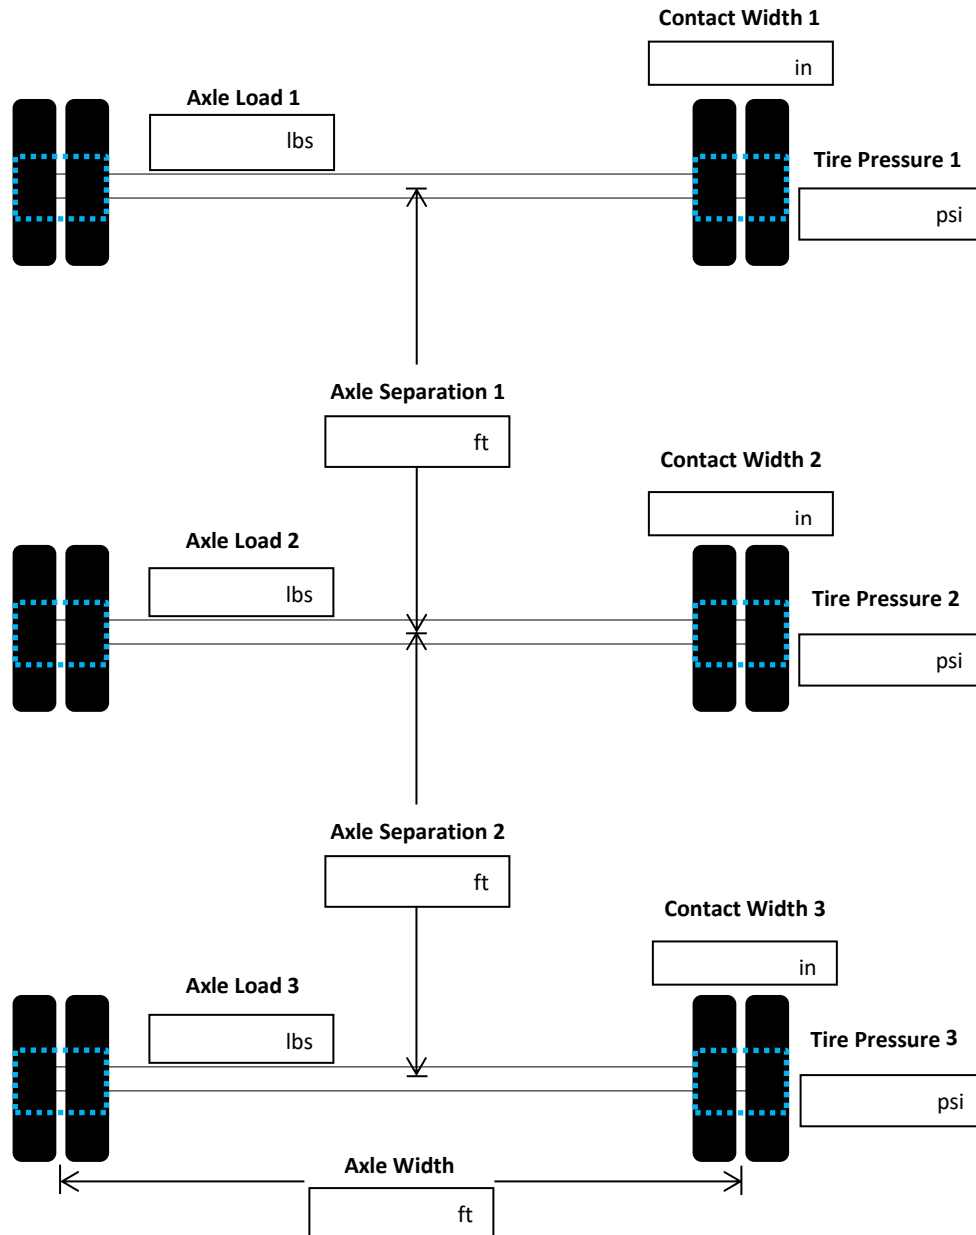 Contact Width 1
in
Axle Load 1
lbs
Tire Pressure 1
psi
Axle Separation 1
ft
Contact Width 2
in
Axle Load 2
lbs
Tire Pressure 2
psi
Axle Separation 2
ft
Contact Width 3
in
Axle Load 3
lbs
Tire Pressure 3
psi
Axle Width
ft